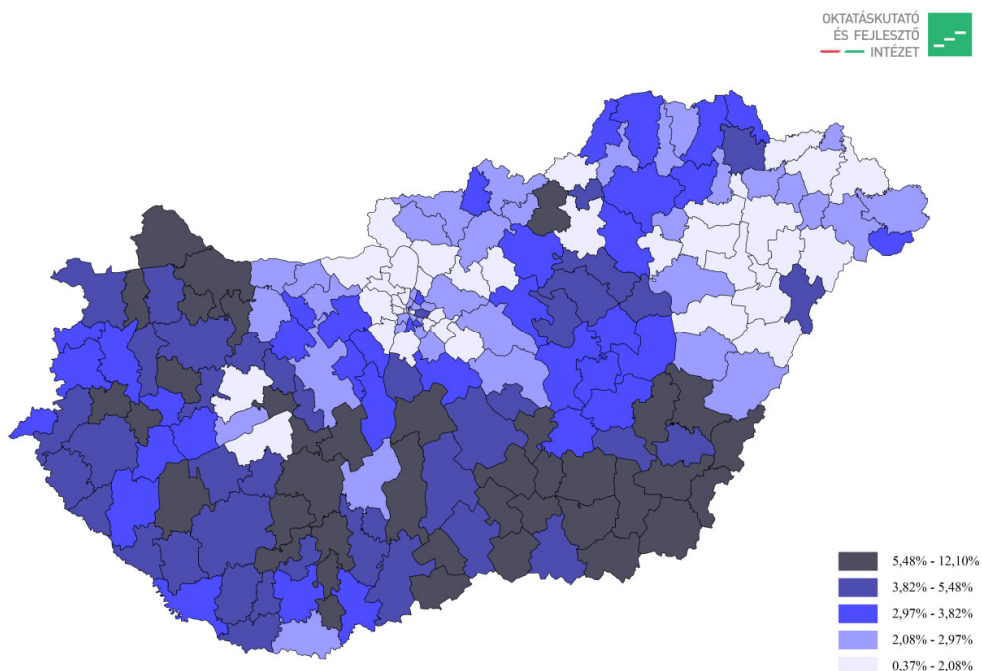 OKTATÁSKUTATÓ
ÉS FEJLESZTŐ
INTÉZET
5,48% - 12,10%
3,82% - 5,48%
2,97% - 3,82%
2,08% - 2,97%
0,37% - 2,08%